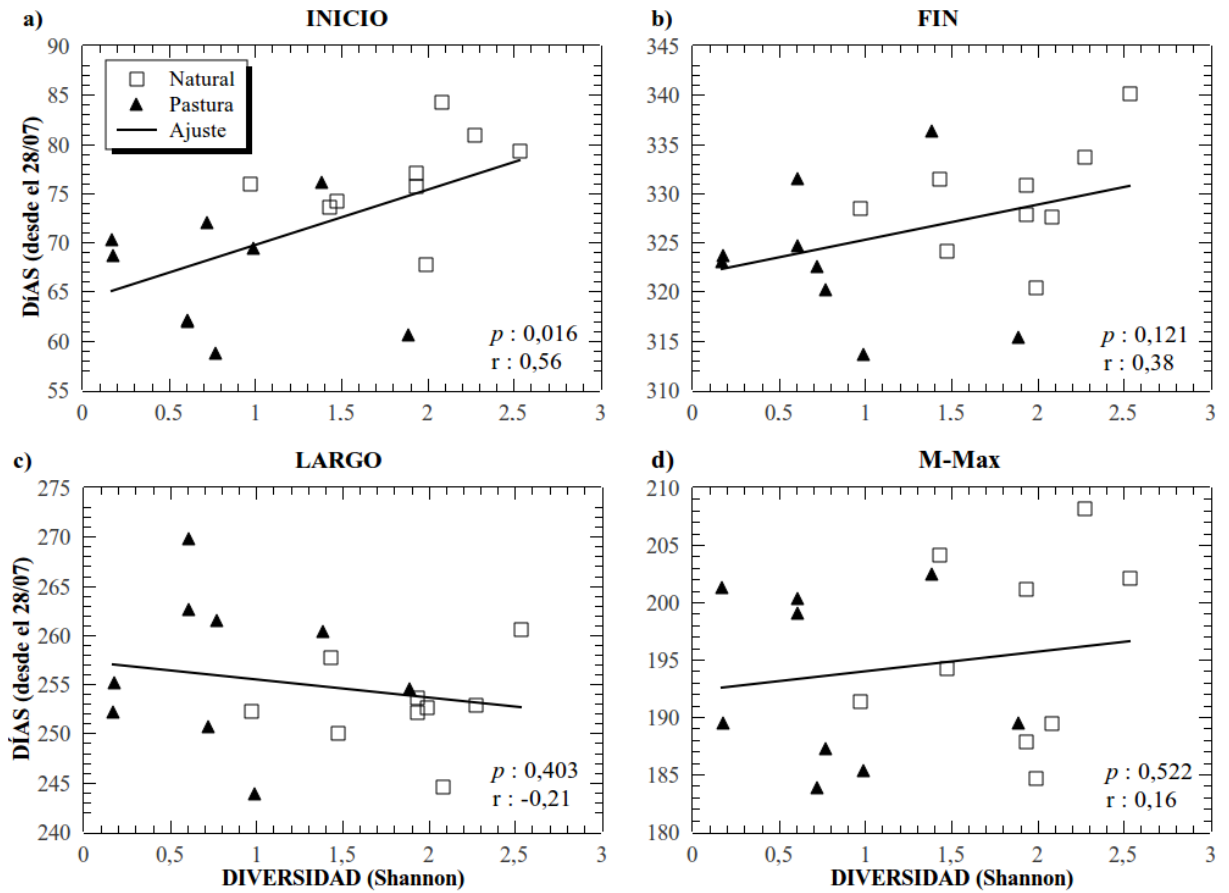 a) INICIO
90
85
80
75
70
65
60
55
0 0,5 1 1,5 2 2,5 3
DíAS (desde el 28/07)
Natural
Pastura
Ajuste
p : 0,016
r : 0,56
b) FIN
345
340
335
330
325
320
315
310
0 0,5 1 1,5 2 2,5 3
p : 0,121
r : 0,38
c) LARGO
275
270
265
260
255
250
245
240
0 0,5 1 1,5 2 2,5 3
DÍAS (desde el 28/07)
DIVERSIDAD (Shannon)
p : 0,403
r : -0,21
d) M-Max
210
205
200
195
190
185
180
0 0,5 1 1,5 2 2,5 3
DIVERSIDAD (Shannon)
p : 0,522
r : 0,16